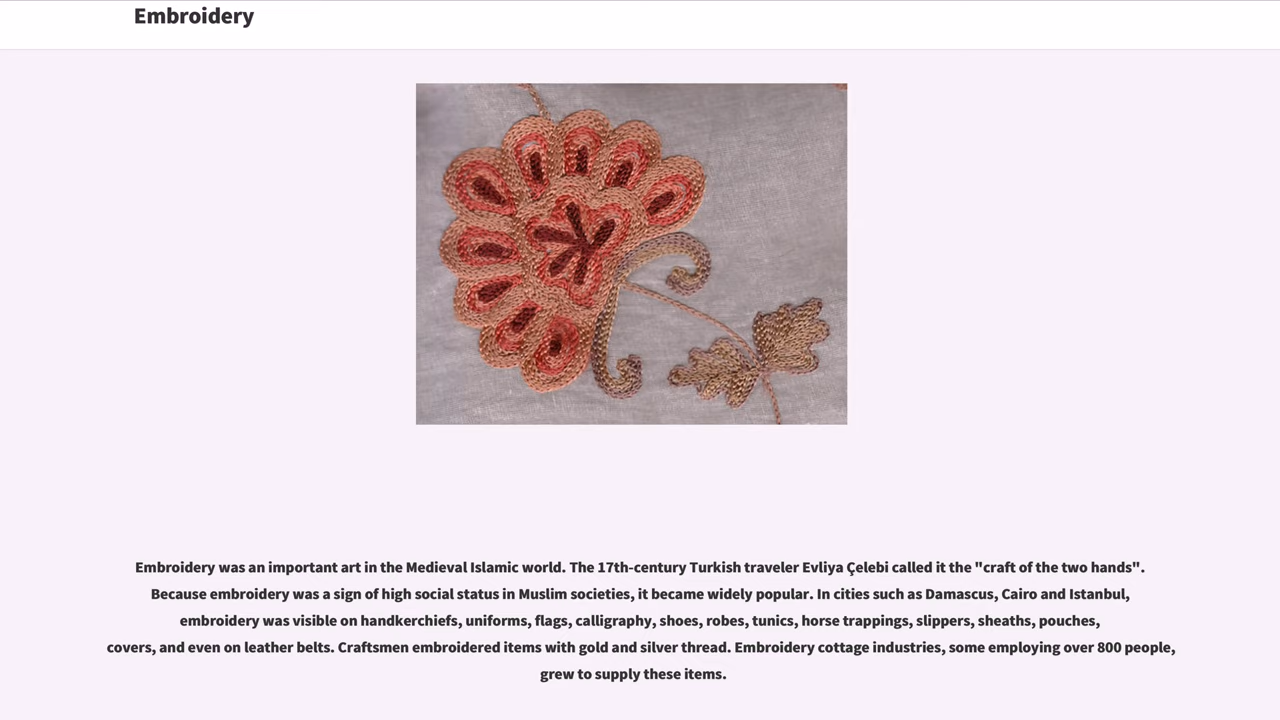 Embroidery
Embroidery was an important art in the Medieval Islamic world. The 17th-century Turkish traveler Evliya Çelebi called it the "craft of the two hands".
Because embroidery was a sign of high social status in Muslim societies, it became widely popular. In cities such as Damascus, Cairo and Istanbul,
embroidery was visible on handkerchiefs, uniforms, flags, calligraphy, shoes, robes, tunics, horse trappings, slippers, sheaths, pouches,
covers, and even on leather belts. Craftsmen embroidered items with gold and silver thread. Embroidery cottage industries, some employing over 800 people,
grew to supply these items.